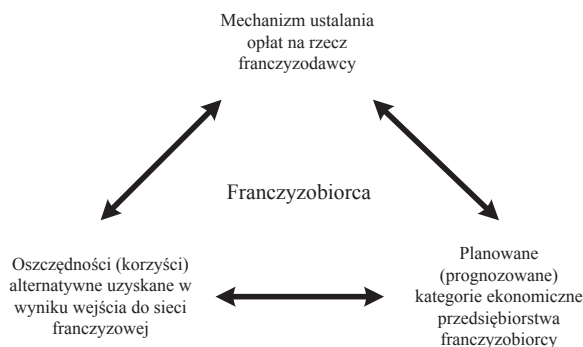 Mechanizm ustalania
opłat na rzecz
franczyzodawcy
Franczyzobiorca
Oszczędności (korzyści)
alternatywne uzyskane w
wyniku wejścia do sieci
franczyzowej
Planowane
(prognozowane)
kategorie ekonomiczne
przedsiębiorstwa
franczyzobiorcy